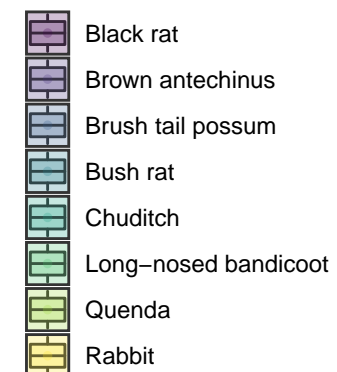 Black rat
Brown antechinus
Brush tail possum
Bush rat
Chuditch
Long−nosed bandicoot
Quenda
Rabbit